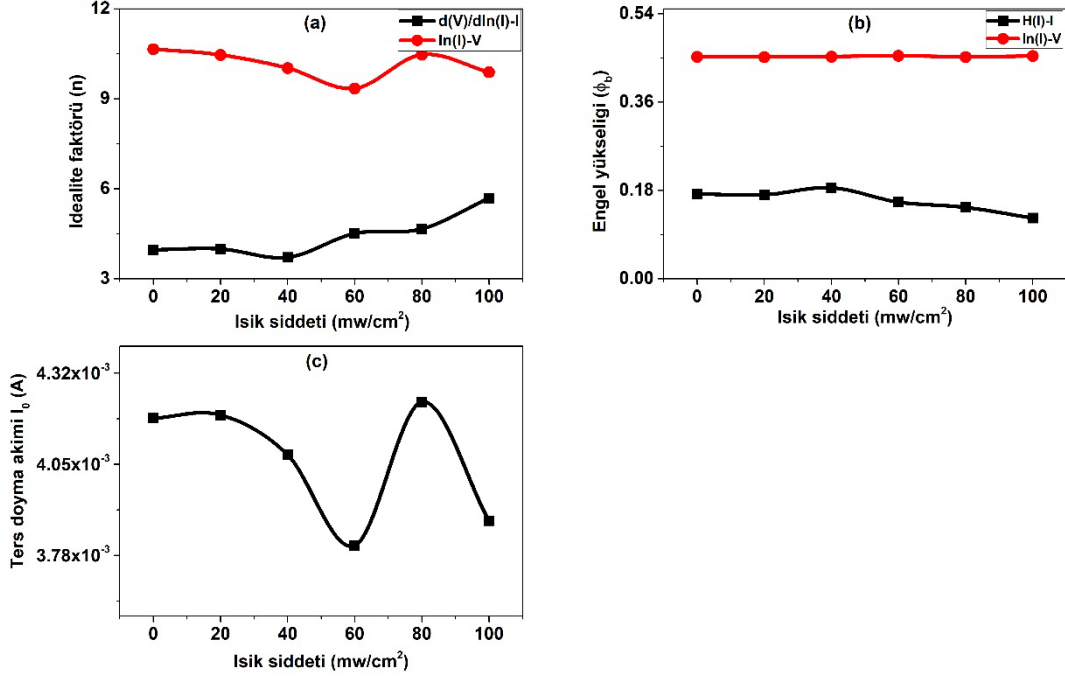 (a)
d(V)/dln(I)-I
ln(I)-V
Idealite faktörü (n)
12
9
6
3
0 20 40 60 80 100
Isik siddeti (mw/cm²)
(b)
H(I)-I
ln(I)-V
Engel yükseligi (ϕb)
0.54
0.36
0.18
0.00
0 20 40 60 80 100
Isik siddeti (mw/cm²)
(c)
Ters doyma akimi I₀ (A)
4.32x10⁻³
4.05x10⁻³
3.78x10⁻³
0 20 40 60 80 100
Isik siddeti (mw/cm²)